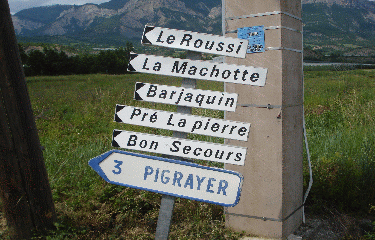 Le Roussi
La Machotte
Barjaquin
Pré La pierre
Bon Secours
3 PIGRAYER